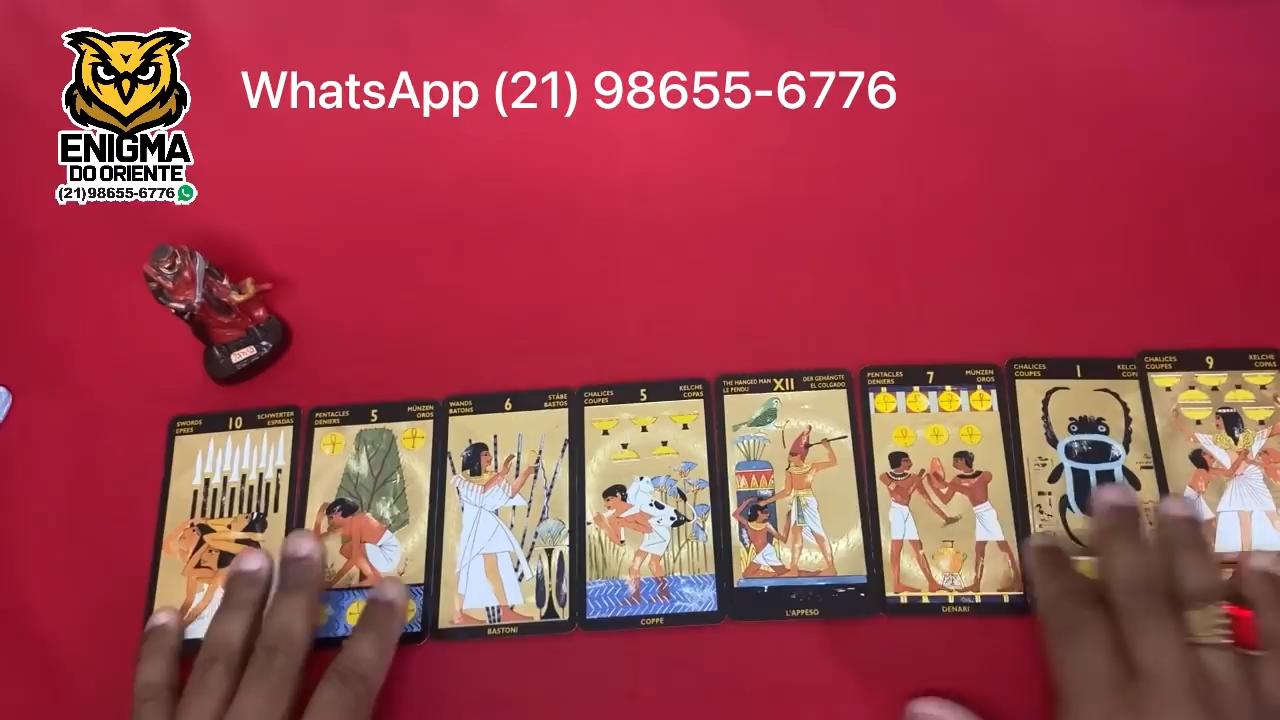 WhatsApp (21) 98655-6776
ENIGMA
DO ORIENTE
(21)98655-6776
SWORDS
EPEES
10
SCHWERTER
ESPADAS
PENTACLES
DENIERS
5
MÜNZEN
OROS
WANDS
BATONS
6
STÄBE
BASTOS
BASTONI
CHALICES
COUPES
5
KELCHE
COPAS
COPPE
THE HANGED MAN
LE PENDU
XII
DER GEHÄNGTE
EL COLGADO
L'APPESO
PENTACLES
DENIERS
7
MÜNZEN
OROS
DENARI
CHALICES
COUPES
1
CHALICES
COUPES
9
KELCHE
COPAS